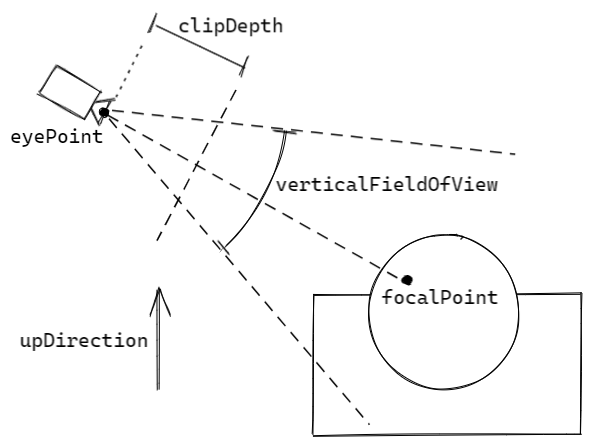 clipDepth
eyePoint
verticalFieldOfView
focalPoint
upDirection